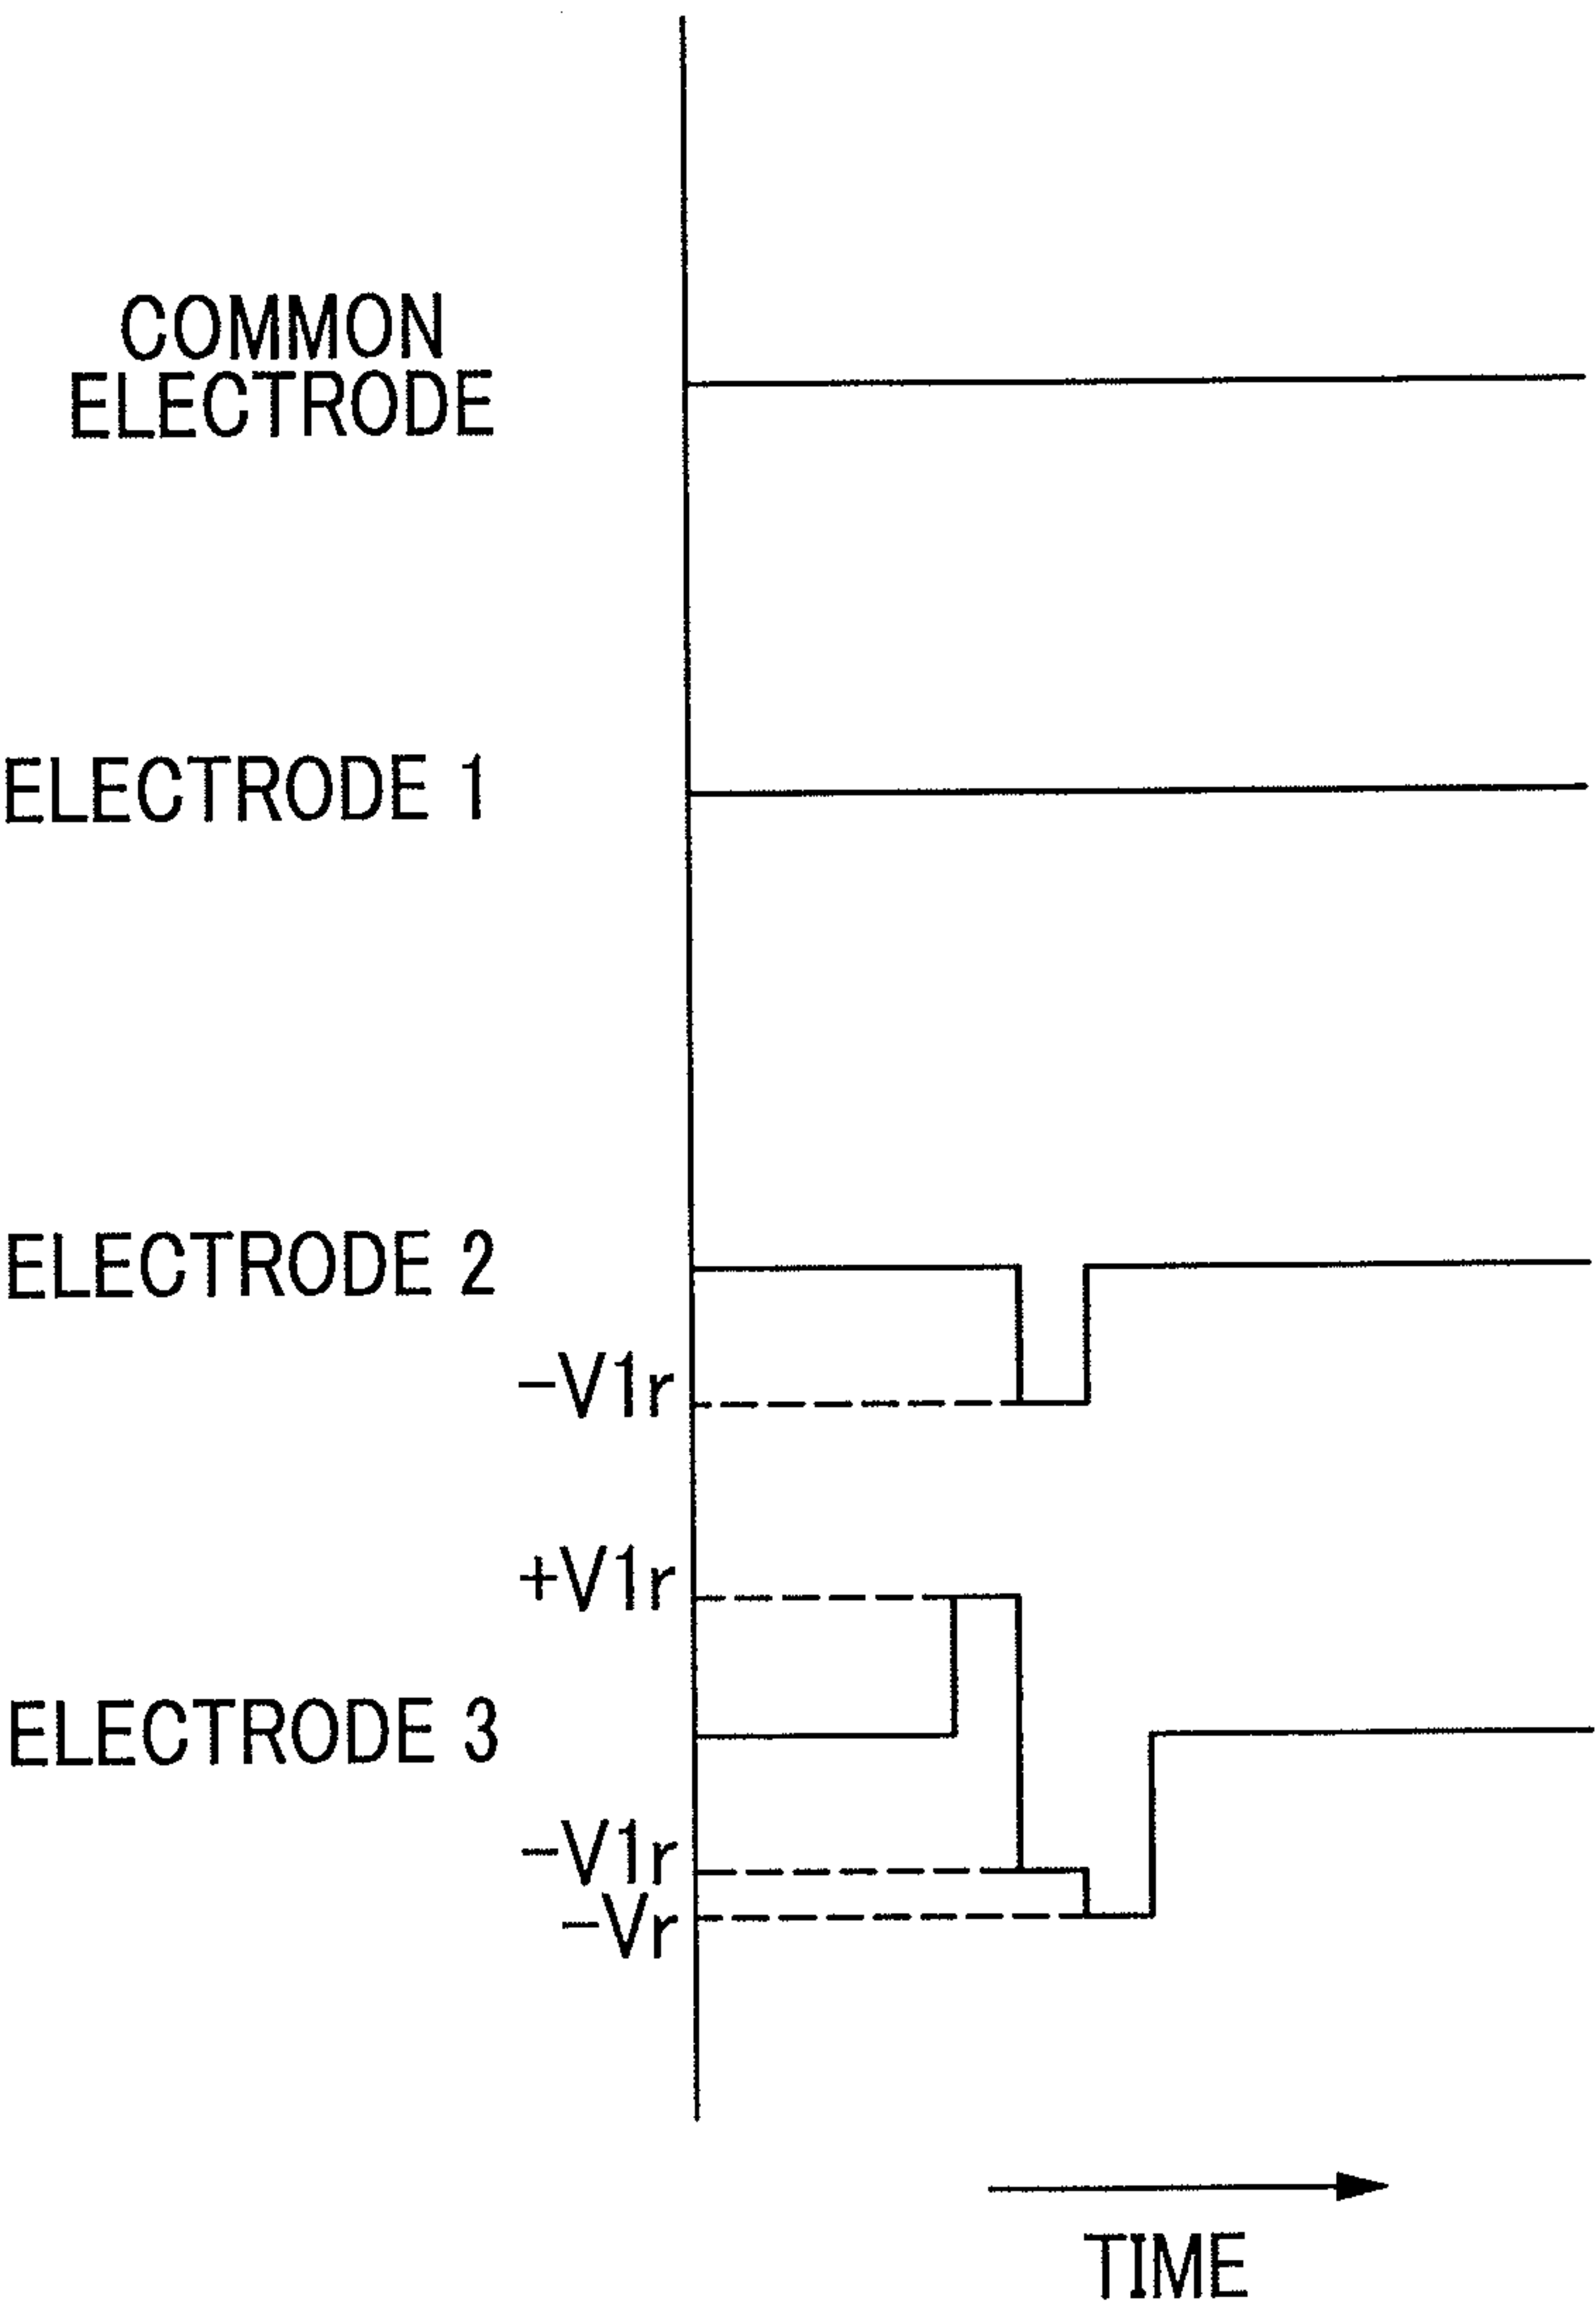 COMMON
ELECTRODE
ELECTRODE 1
ELECTRODE 2
−V1r
+V1r
ELECTRODE 3
−V1r
−Vr
TIME